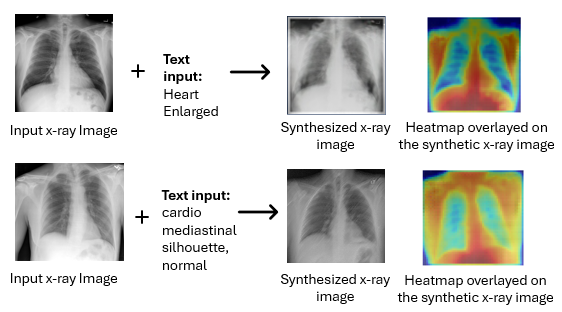 Text
input:
Heart
Enlarged
Input x-ray Image
Synthesized x-ray
image
Heatmap overlayed on
the synthetic x-ray image
Text input:
cardio
mediastinal
silhouette,
normal
Input x-ray Image
Synthesized x-ray
image
Heatmap overlayed on
the synthetic x-ray image